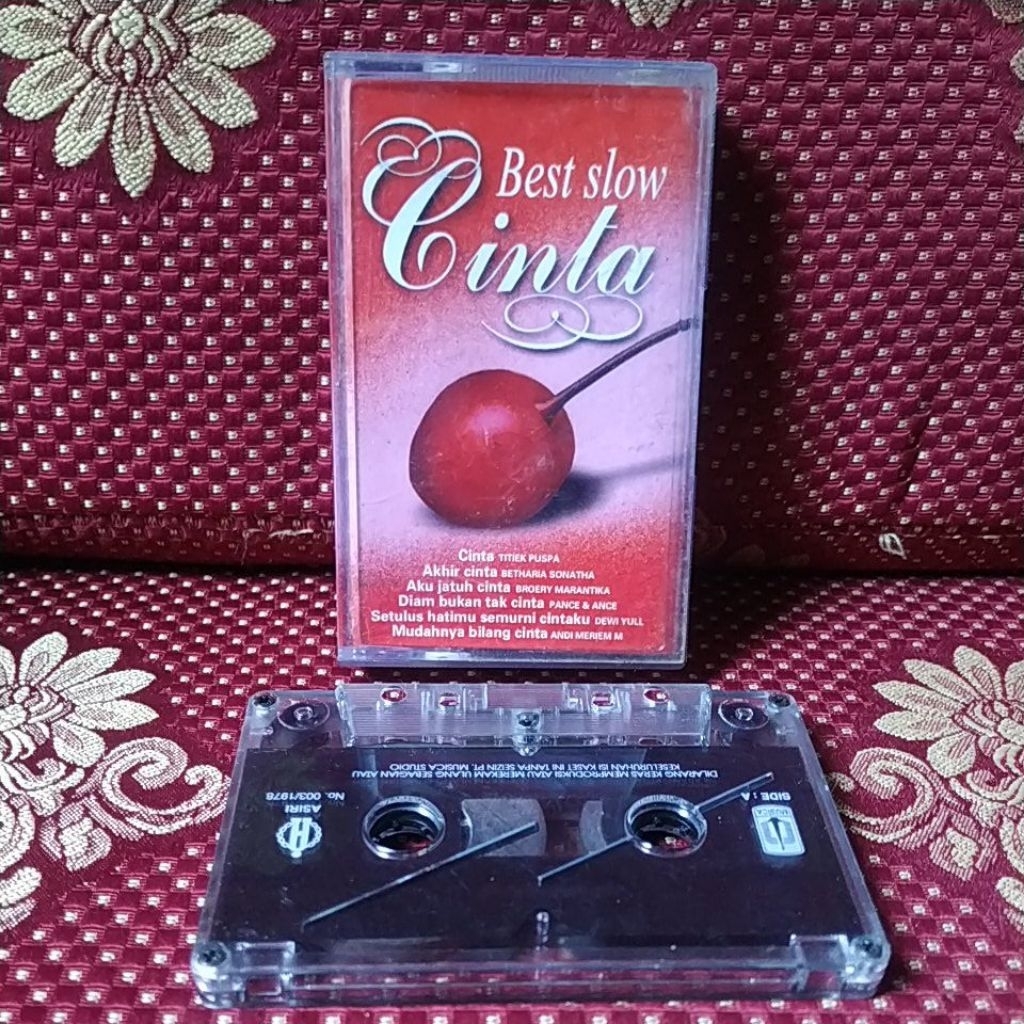 Best slow
Cinta
Cinta TITIEK PUSPA
Akhir cinta BETHARIA SONATHA
Aku jatuh cinta BROERY MARANTIKA
Diam bukan tak cinta PANCE & ANCE
Setulus hatimu semurni cintaku DEWI YULL
Mudahnya bilang cinta ANDI MERIEM M
DILARANG KERAS MEMPRODUKSI ATAU MEREKAM ULANG SEBAGIAN ATAU
KESELURUHAN ISI KASET INI TANPA SEIZIN PT. MUSICA STUDIO
SIDE : A
MUSICA
ASIRI
No. 003/1978